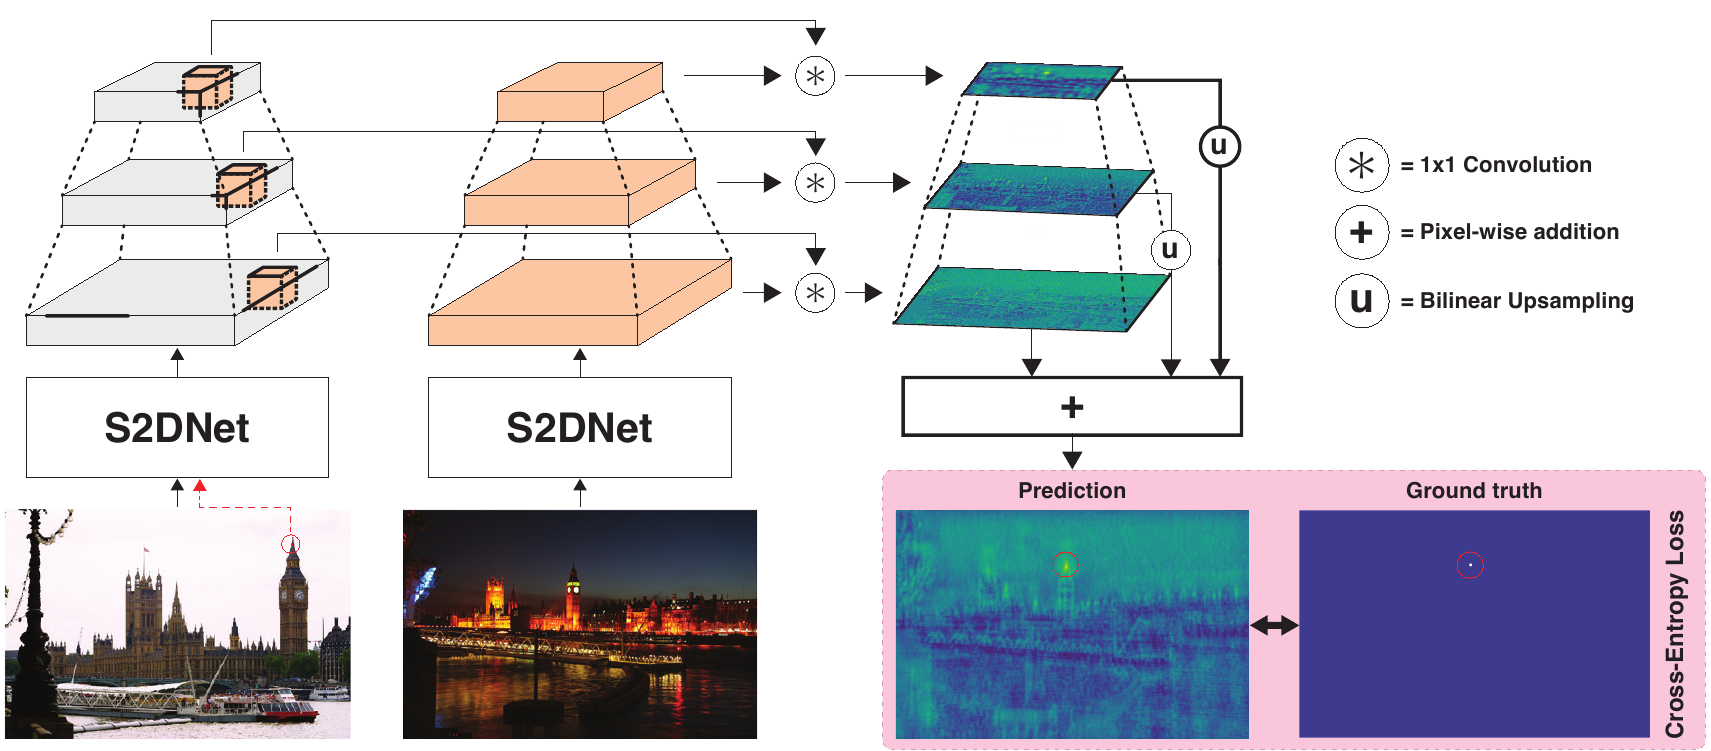 ∗
∗
∗
u
u
∗ = 1x1 Convolution
+ = Pixel-wise addition
u = Bilinear Upsampling
S2DNet
S2DNet
+
Prediction
Ground truth
Cross-Entropy Loss